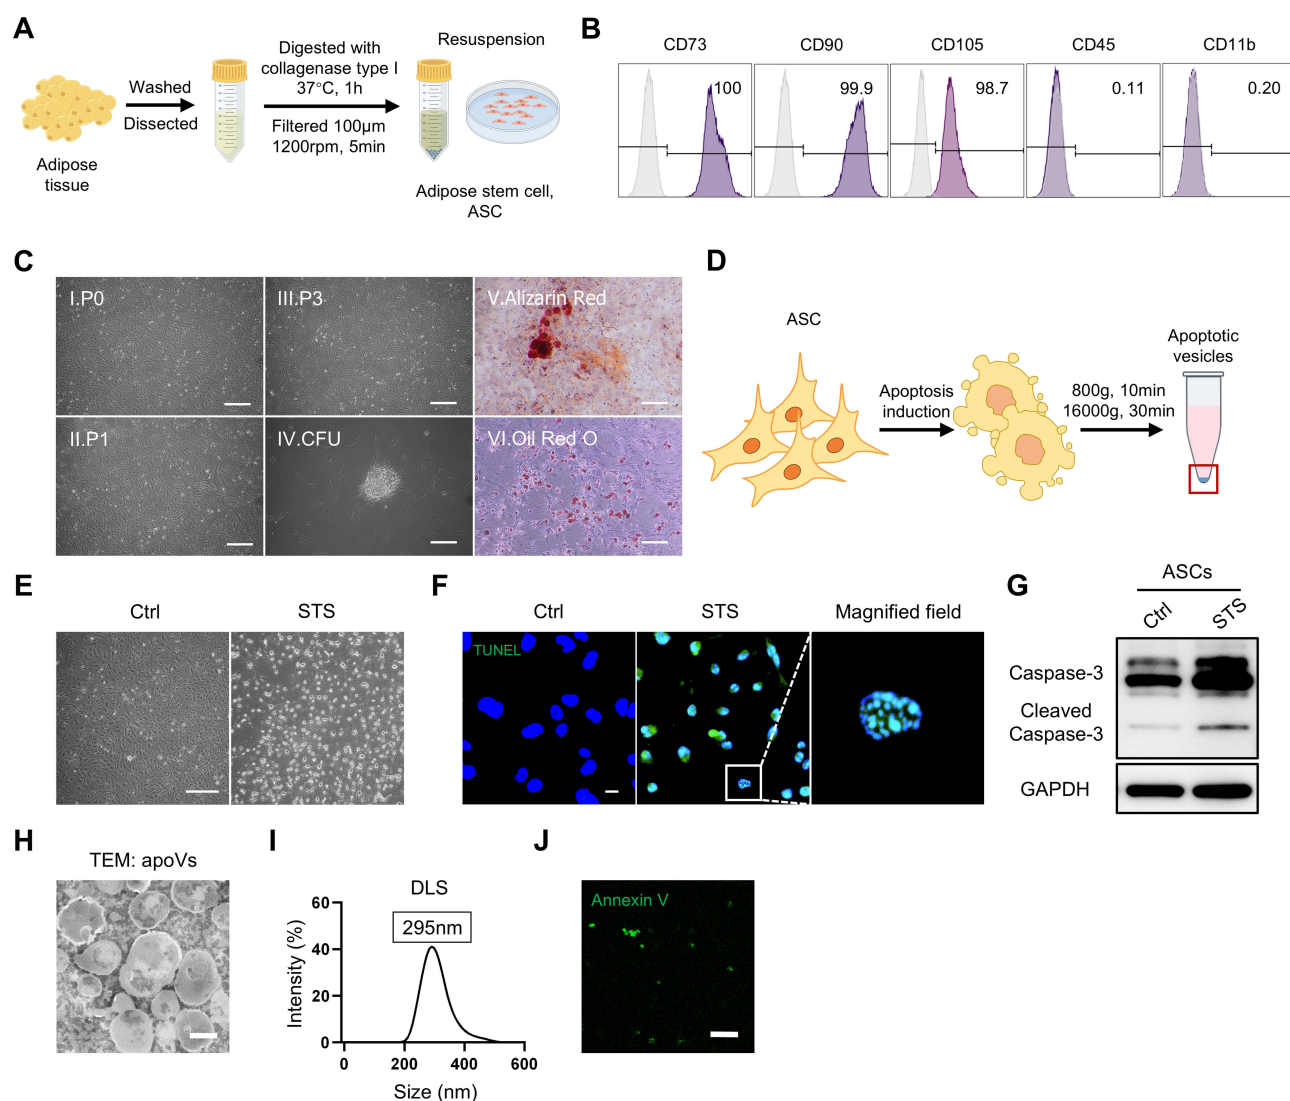 A
Adipose
tissue
Washed
Dissected
Digested with
collagenase type I
37°C, 1h
Filtered 100μm
1200rpm, 5min
Resuspension
Adipose stem cell,
ASC
B
CD73
CD90
CD105
CD45
CD11b
100
99.9
98.7
0.11
0.20
C
I.P0
III.P3
V.Alizarin Red
II.P1
IV.CFU
VI.Oil Red O
D
ASC
Apoptosis
induction
800g, 10min
16000g, 30min
Apoptotic
vesicles
E
Ctrl
STS
F
Ctrl
STS
Magnified field
TUNEL
G
ASCs
Ctrl
STS
Caspase-3
Cleaved
Caspase-3
GAPDH
H
TEM: apoVs
I
DLS
295nm
Intensity (%)
60
40
20
0
0
200
400
600
Size (nm)
J
Annexin V